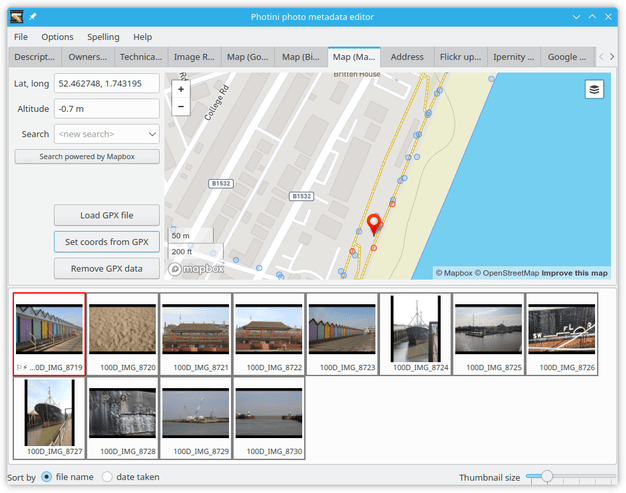 Photini photo metadata editor
File Options Spelling Help
Descript... Owners... Technica... Image R... Map (Go... Map (Bi... Map (Ma... Address Flickr up... Ipernity ... Google ...
Lat, long 52.462748, 1.743195
Altitude -0.7 m
Search <new search>
Search powered by Mapbox
Load GPX file
Set coords from GPX
Remove GPX data
+
−
Britten House
Rd
College Rd
B1532
B1532
50 m
200 ft
mapbox
© Mapbox © OpenStreetMap Improve this map
...0D_IMG_8719 100D_IMG_8720 100D_IMG_8721 100D_IMG_8722 100D_IMG_8723 100D_IMG_8724 100D_IMG_8725 100D_IMG_8726
SW FL S
100D_IMG_8727 100D_IMG_8728 100D_IMG_8729 100D_IMG_8730
Sort by file name date taken Thumbnail size